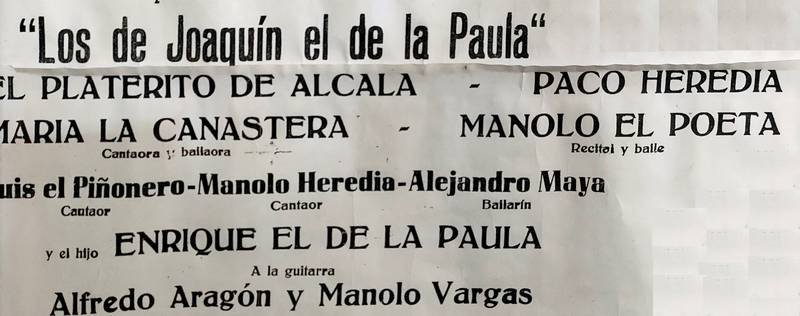 “Los de Joaquín el de la Paula“
EL PLATERITO DE ALCALA - PACO HEREDIA
MARIA LA CANASTERA - MANOLO EL POETA
Cantaora y bailaora Recital y baile
uis el Piñonero-Manolo Heredia-Alejandro Maya
Cantaor Cantaor Bailarín
y el hijo ENRIQUE EL DE LA PAULA
A la guitarra
Alfredo Aragón y Manolo Vargas